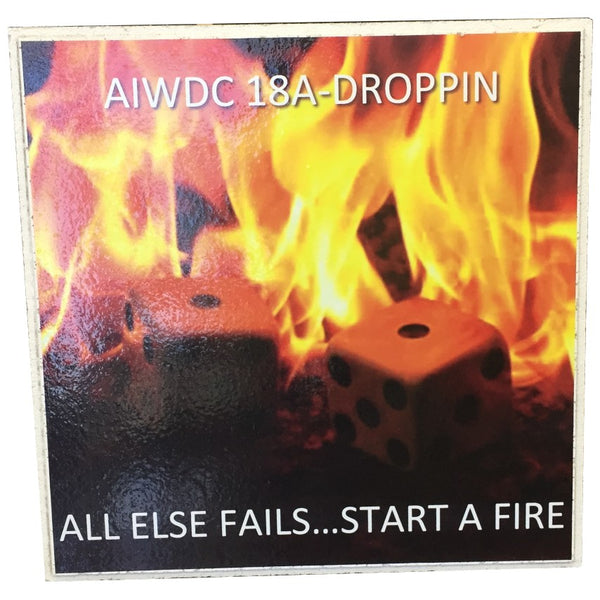 AIWDC 18A-DROPPIN
ALL ELSE FAILS...START A FIRE